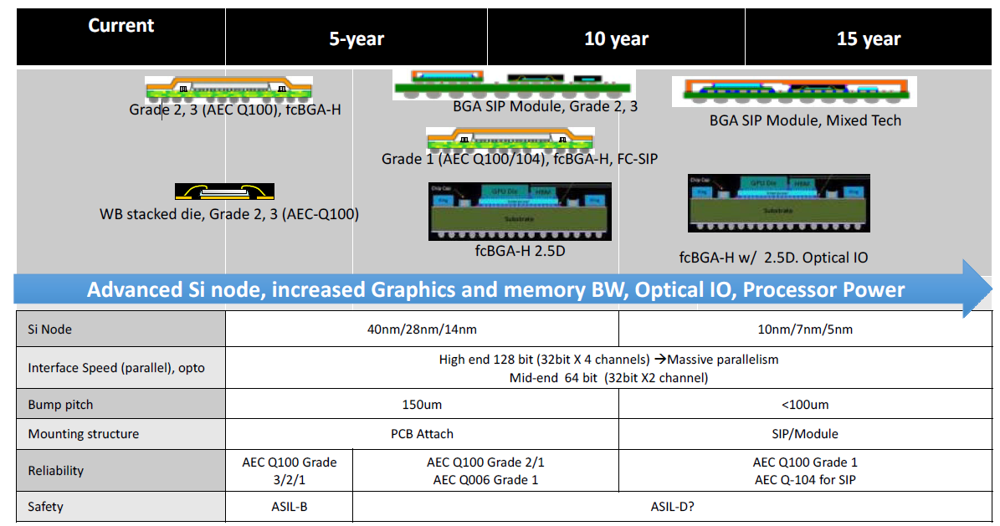 Current
5-year
10 year
15 year
Grade 2, 3 (AEC Q100), fcBGA-H
BGA SIP Module, Grade 2, 3
BGA SIP Module, Mixed Tech
Grade 1 (AEC Q100/104), fcBGA-H, FC-SIP
WB stacked die, Grade 2, 3 (AEC-Q100)
Chip Cap
GPU Die
HBM
Ring
Ring
Substrate
fcBGA-H 2.5D
Chip Cap
GPU Die
HBM
Ring
Ring
Substrate
fcBGA-H w/ 2.5D. Optical IO
Advanced Si node, increased Graphics and memory BW, Optical IO, Processor Power
Si Node
40nm/28nm/14nm
10nm/7nm/5nm
Interface Speed (parallel), opto
High end 128 bit (32bit X 4 channels) →Massive parallelism
Mid-end 64 bit (32bit X2 channel)
Bump pitch
150um
<100um
Mounting structure
PCB Attach
SIP/Module
Reliability
AEC Q100 Grade
3/2/1
AEC Q100 Grade 2/1
AEC Q006 Grade 1
AEC Q100 Grade 1
AEC Q-104 for SIP
Safety
ASIL-B
ASIL-D?